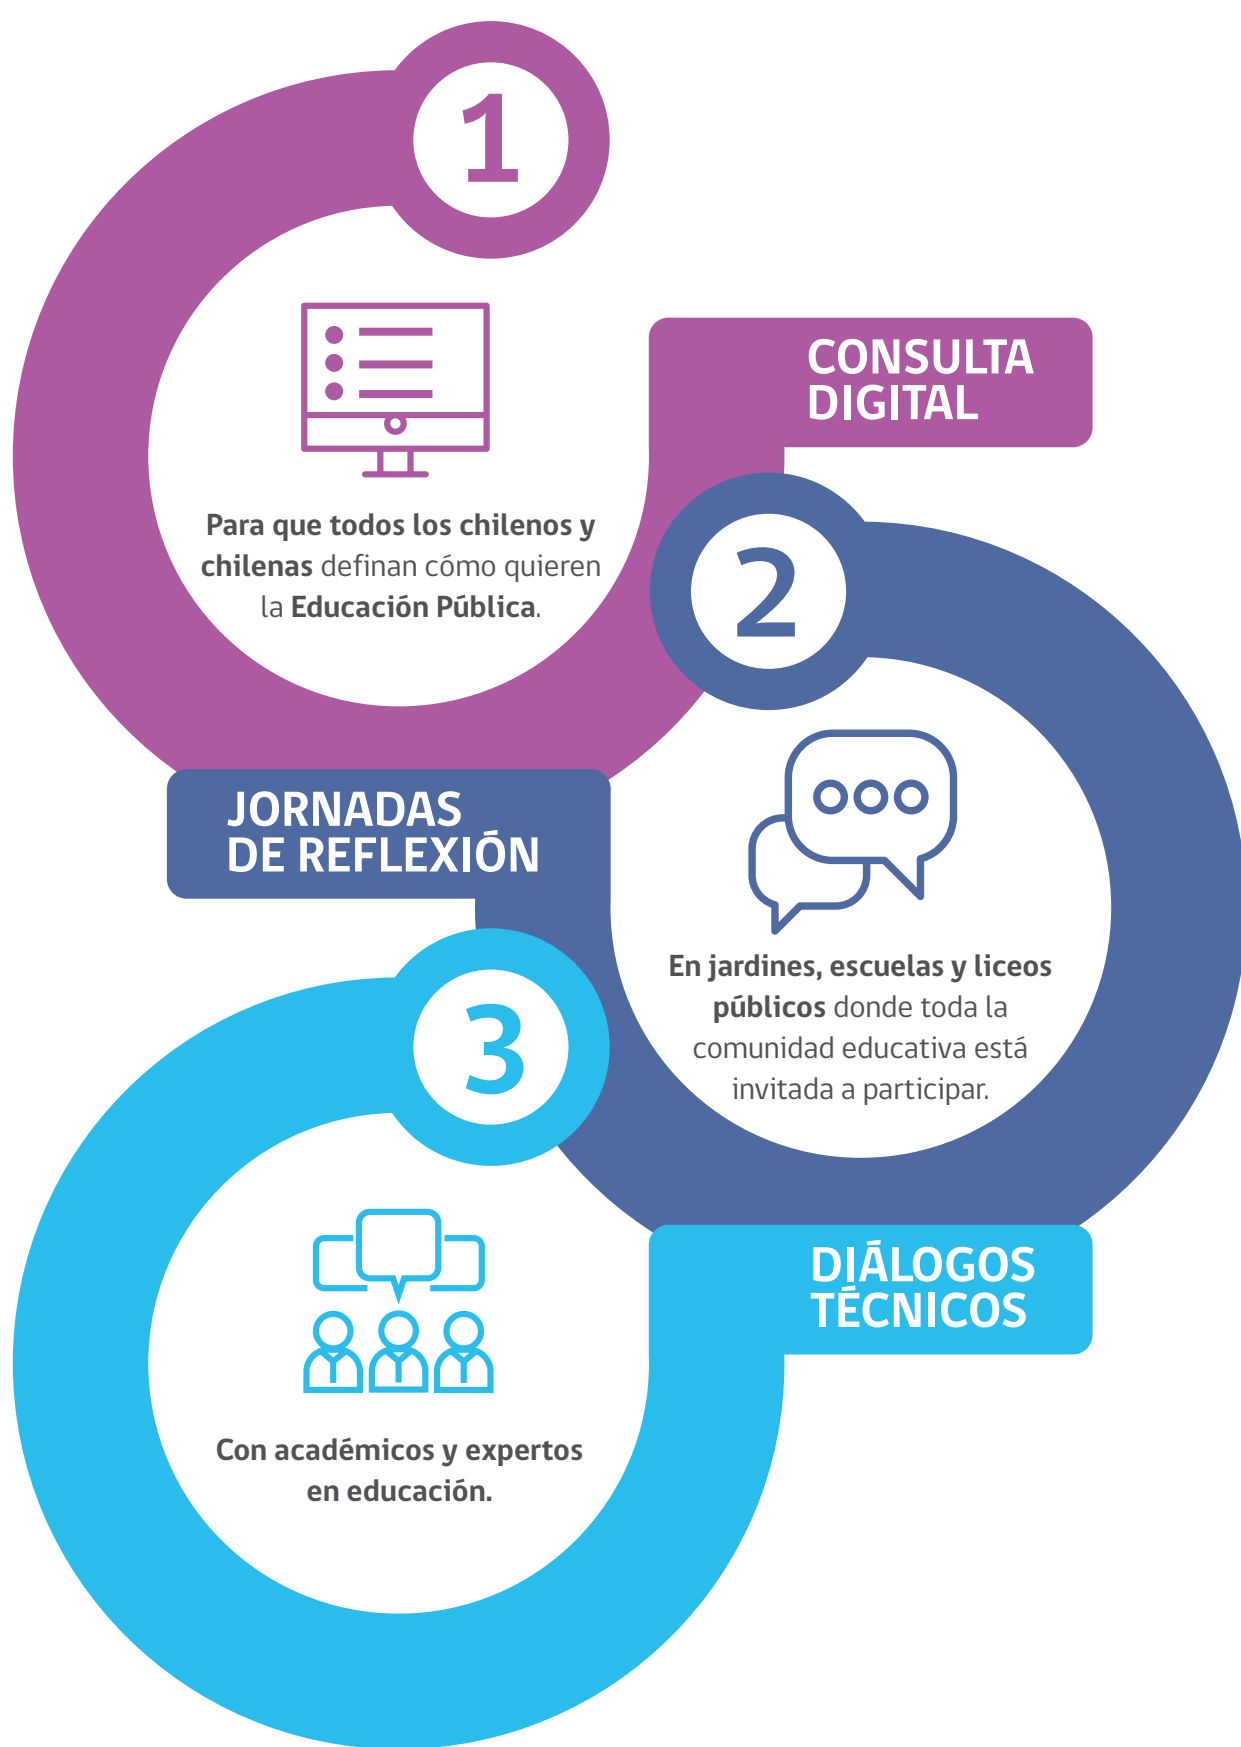 1
CONSULTA
DIGITAL
Para que todos los chilenos y
chilenas definan cómo quieren
la Educación Pública.
2
JORNADAS
DE REFLEXIÓN
En jardines, escuelas y liceos
públicos donde toda la
comunidad educativa está
invitada a participar.
3
DIÁLOGOS
TÉCNICOS
Con académicos y expertos
en educación.